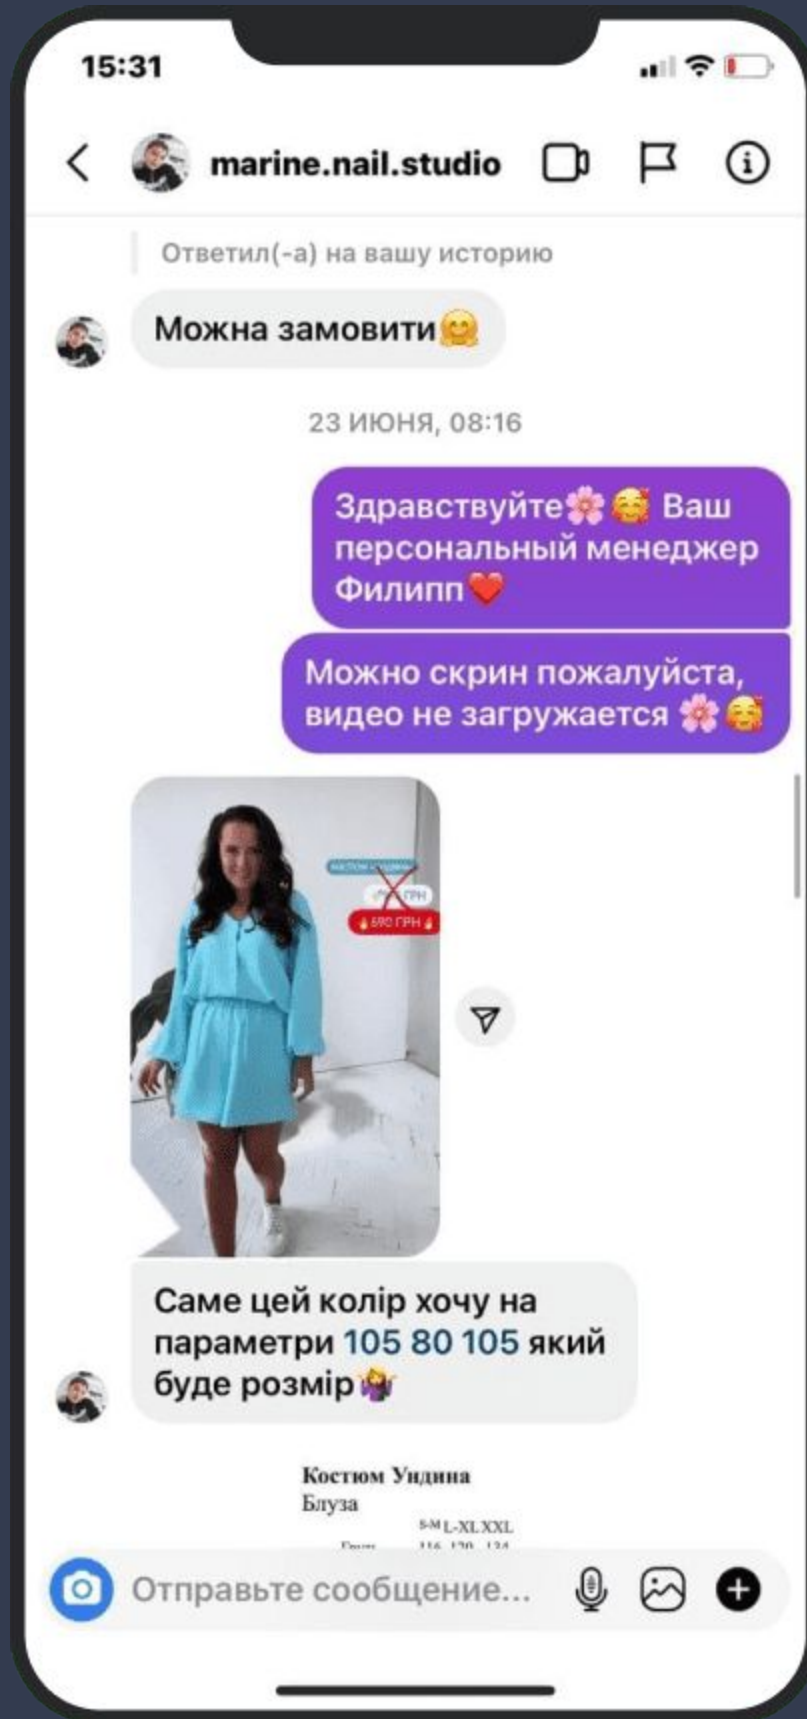 15:31
marine.nail.studio
Ответил(-а) на вашу историю
Можна замовити🤗
23 ИЮНЯ, 08:16
Здравствуйте🌸🥰 Ваш
персональный менеджер
Филипп❤️
Можно скрин пожалуйста,
видео не загружается 🌸🥰
ГРН
🔥690 ГРН🔥
Саме цей колір хочу на
параметри 105 80 105 який
буде розмір🤷‍♀️
Костюм Ундина
Блуза
S-M L-XL XXL
Отправьте сообщение...